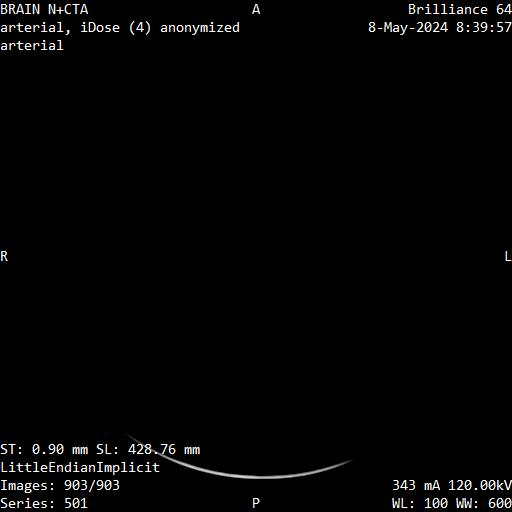 BRAIN N+CTA
A
Brilliance 64
arterial, iDose (4) anonymized
8-May-2024 8:39:57
arterial
R
L
ST: 0.90 mm SL: 428.76 mm
LittleEndianImplicit
Images: 903/903
343 mA 120.00kV
Series: 501
P
WL: 100 WW: 600